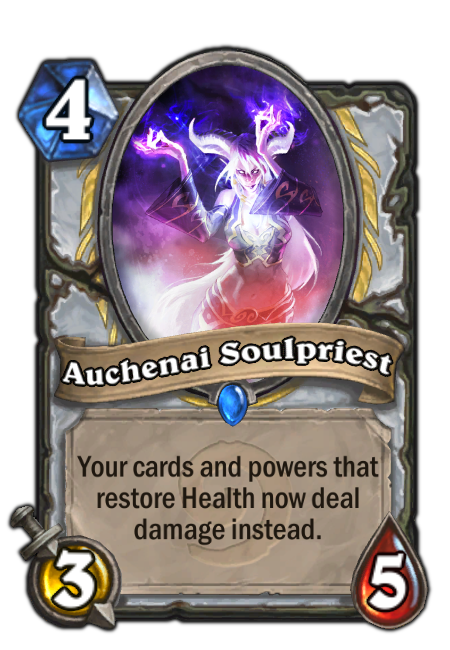 4
Auchenai Soulpriest
Your cards and powers that
restore Health now deal
damage instead.
3
5